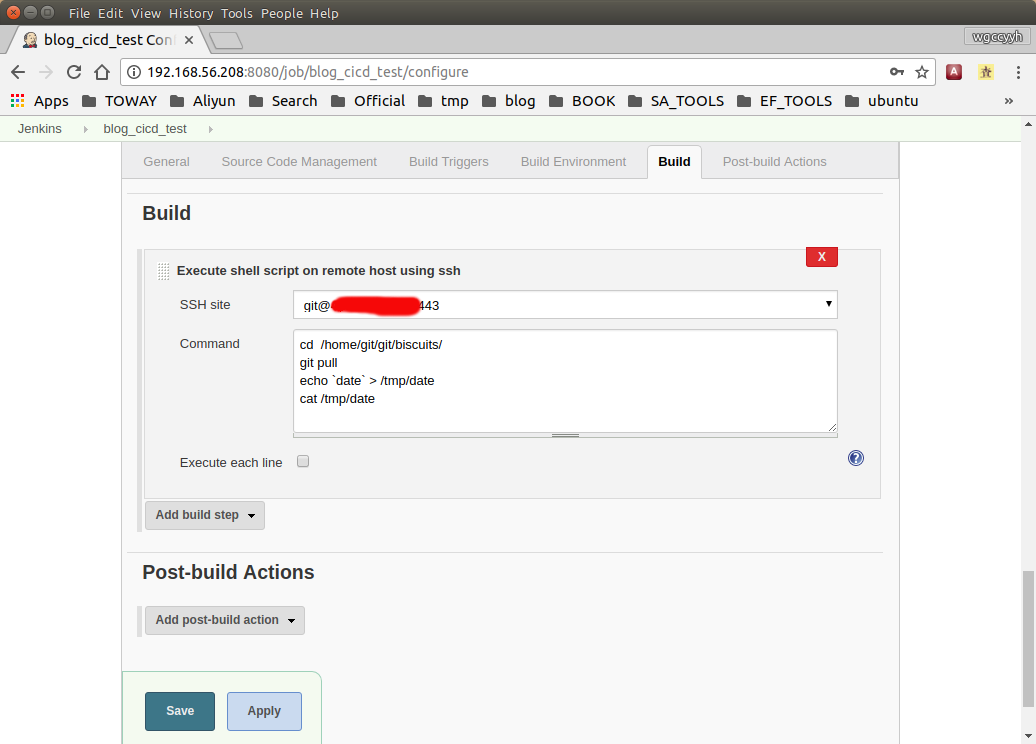 File Edit View History Tools People Help
blog_cicd_test Con
wgccyyh
192.168.56.208:8080/job/blog_cicd_test/configure
Apps TOWAY Aliyun Search Official tmp blog BOOK SA_TOOLS EF_TOOLS ubuntu »
Jenkins blog_cicd_test
General Source Code Management Build Triggers Build Environment Build Post-build Actions
Build
X
Execute shell script on remote host using ssh
SSH site git@ 443
Command
cd  /home/git/git/biscuits/
git pull
echo `date` > /tmp/date
cat /tmp/date
Execute each line
?
Add build step
Post-build Actions
Add post-build action
Save Apply